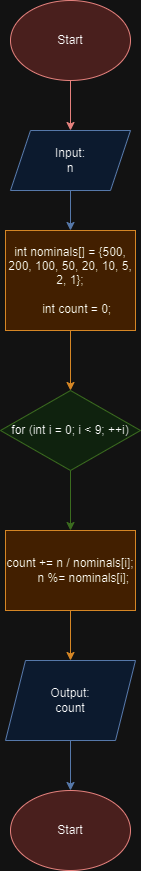 Start
Input:
n
int nominals[] = {500,
200, 100, 50, 20, 10, 5,
2, 1};
int count = 0;
for (int i = 0; i < 9; ++i)
count += n / nominals[i];
n %= nominals[i];
Output:
count
Start